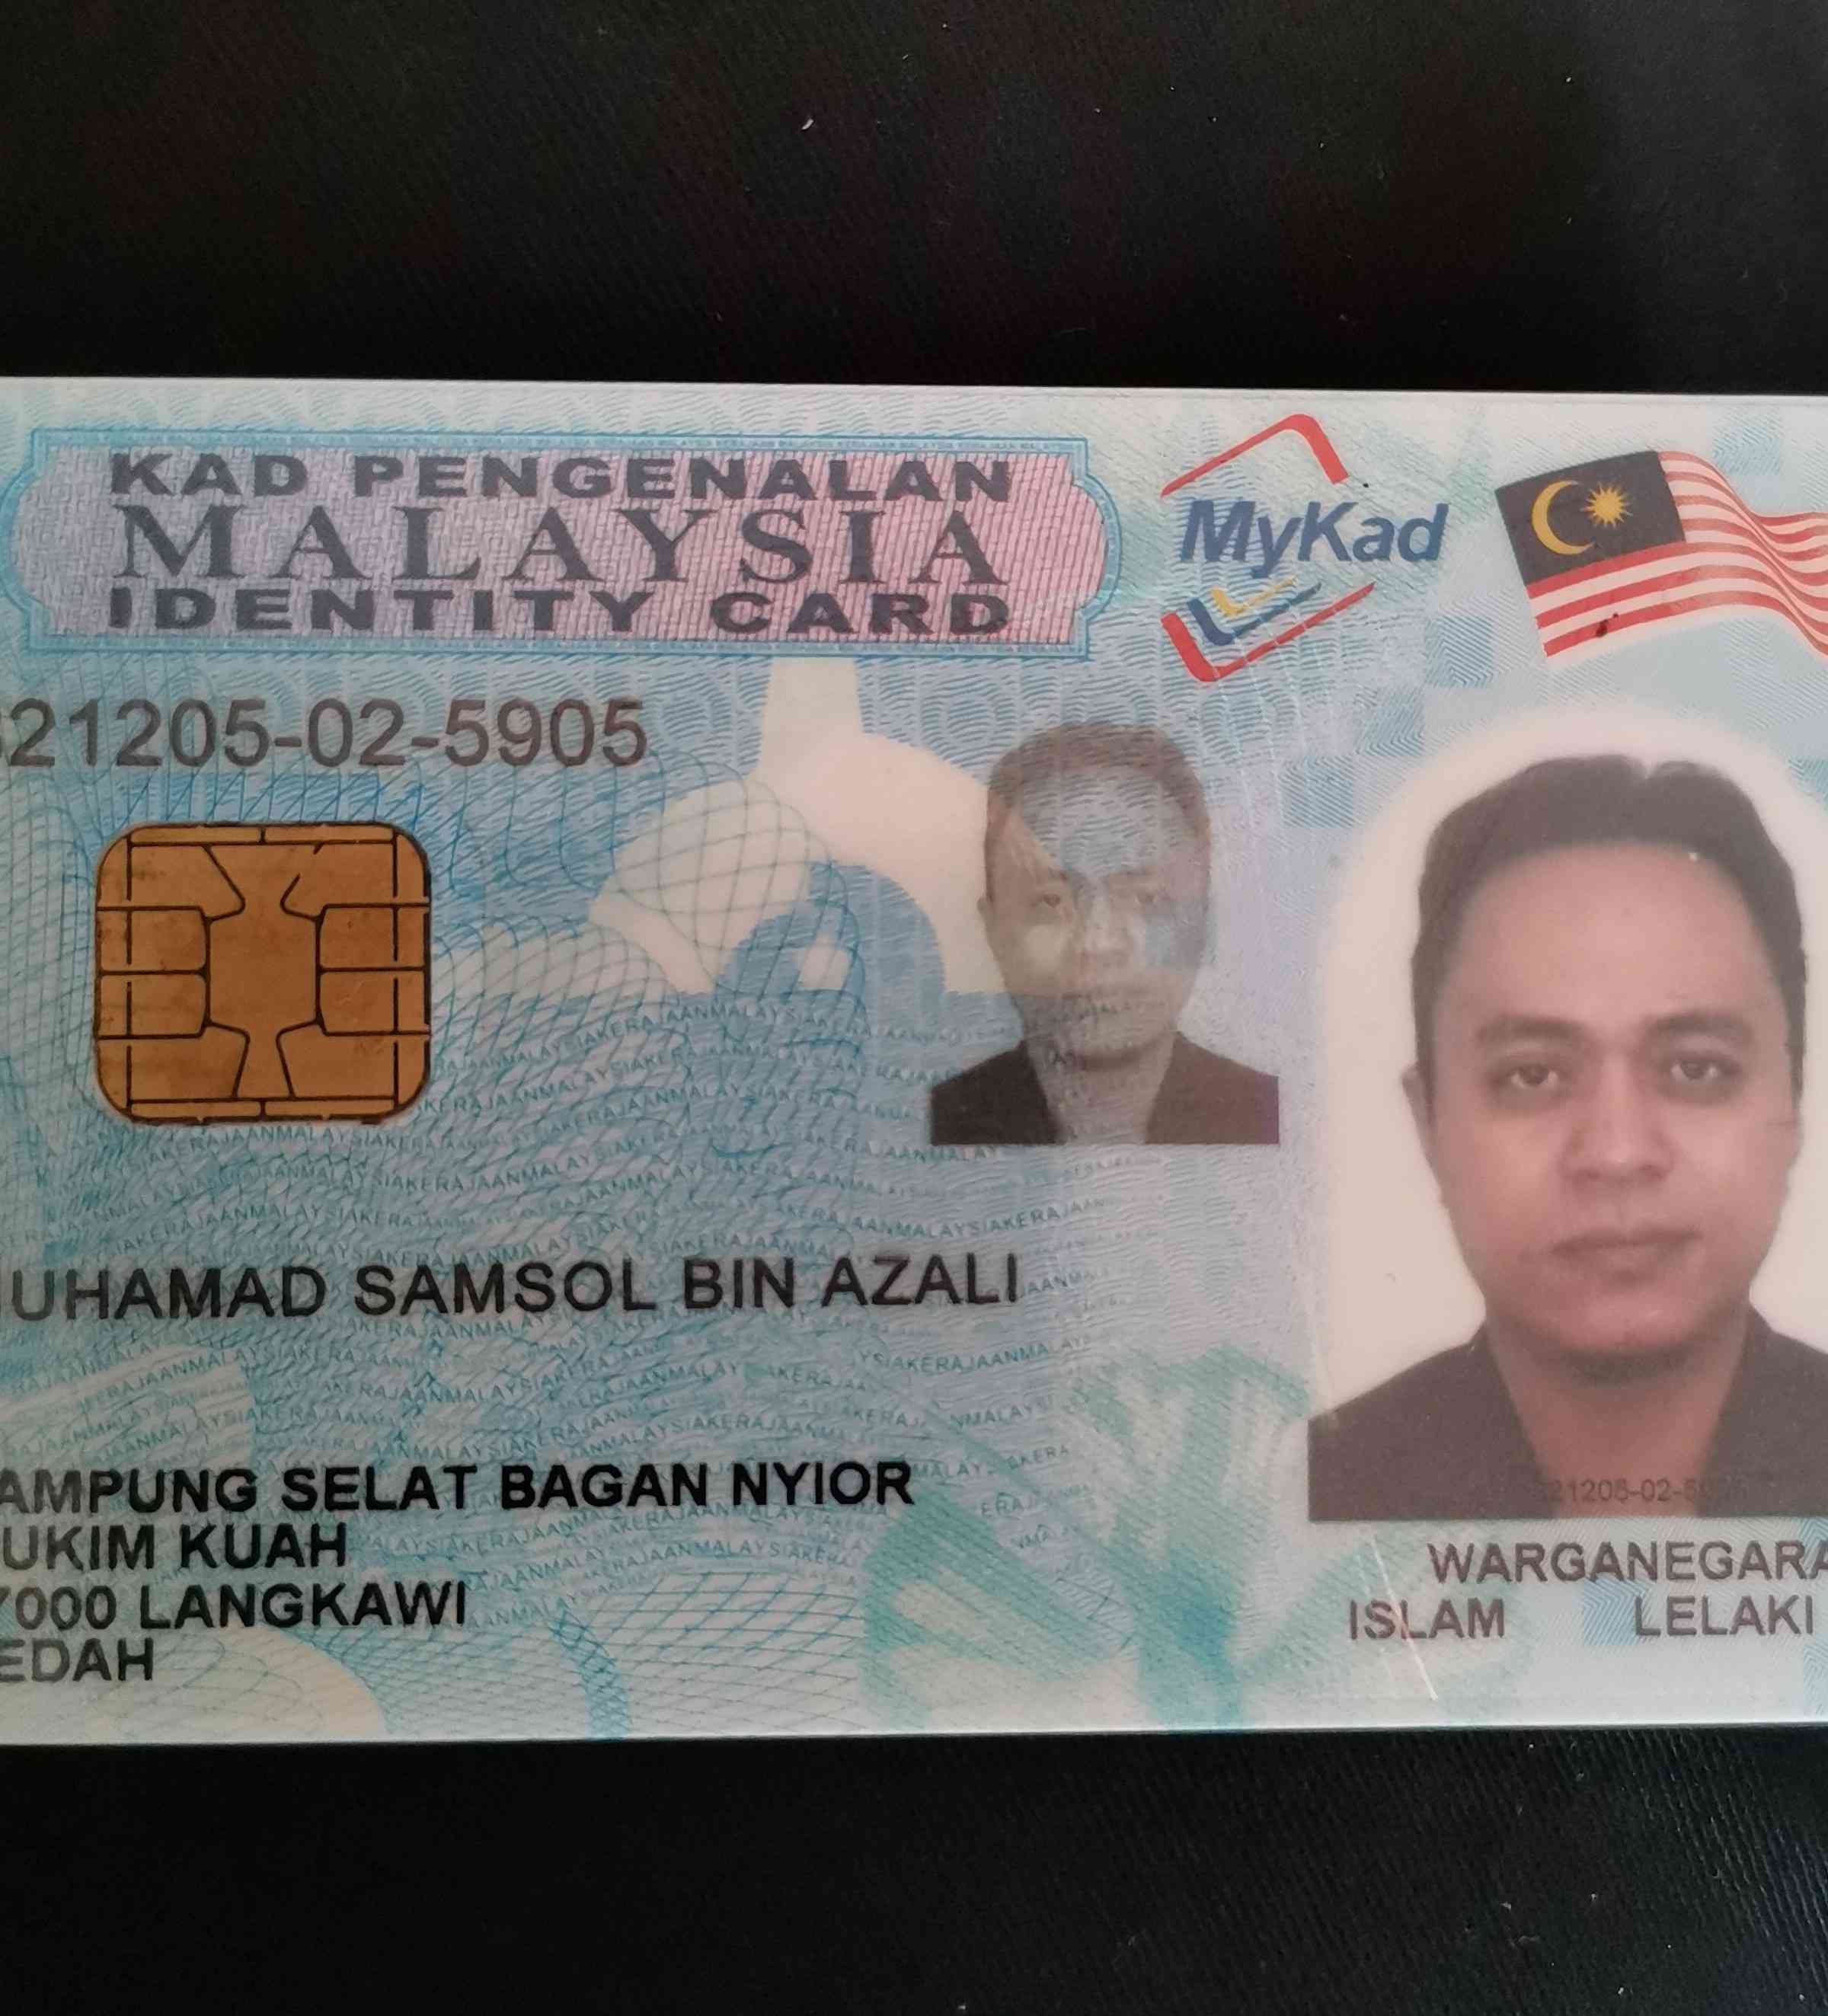 KAD PENGENALAN
MALAYSIA
IDENTITY CARD
MyKad
21205-02-5905
UHAMAD SAMSOL BIN AZALI
AMPUNG SELAT BAGAN NYIOR
UKIM KUAH
7000 LANGKAWI
EDAH
21205-02-59
WARGANEGARA
ISLAM LELAKI